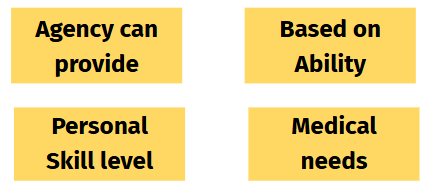 Agency can
provide
Based on
Ability
Personal
Skill level
Medical
needs